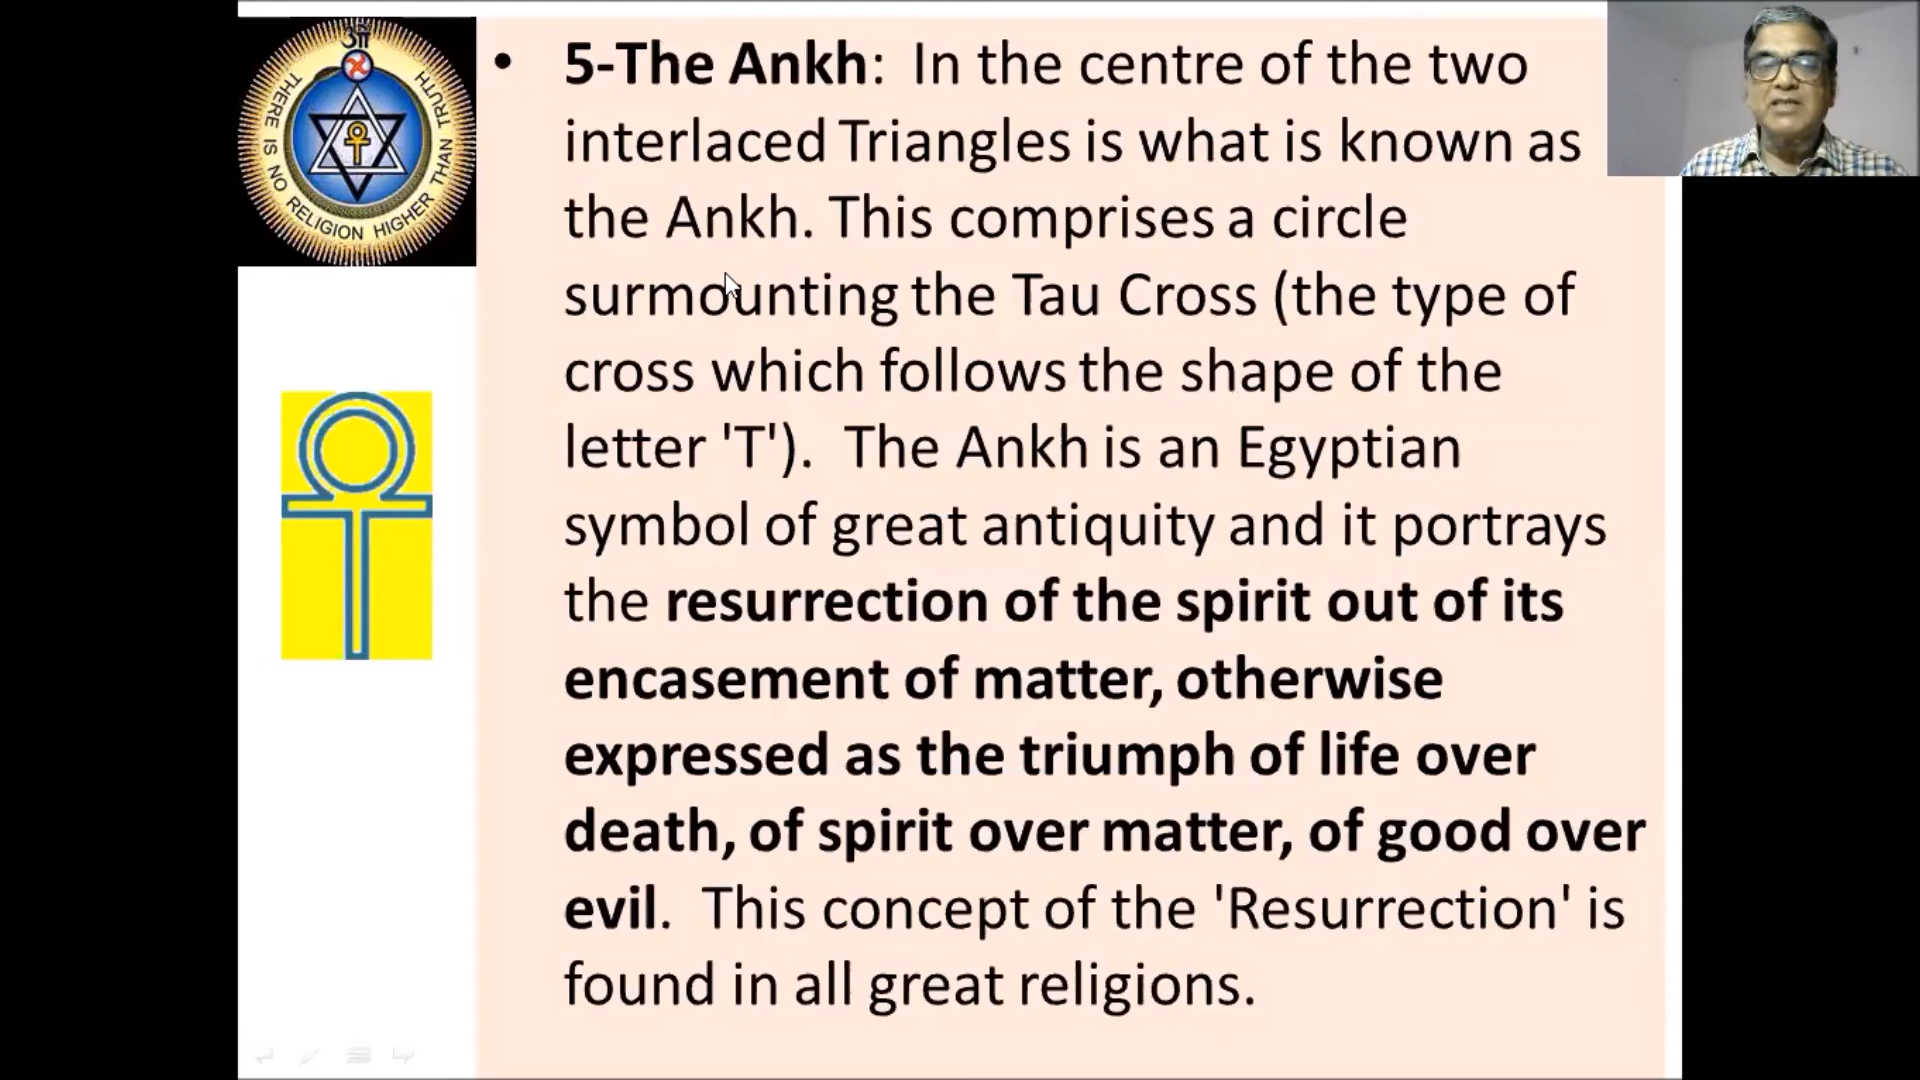 ओं
THERE IS NO RELIGION HIGHER THAN TRUTH
• 5-The Ankh: In the centre of the two
interlaced Triangles is what is known as
the Ankh. This comprises a circle
surmounting the Tau Cross (the type of
cross which follows the shape of the
letter 'T'). The Ankh is an Egyptian
symbol of great antiquity and it portrays
the resurrection of the spirit out of its
encasement of matter, otherwise
expressed as the triumph of life over
death, of spirit over matter, of good over
evil. This concept of the 'Resurrection' is
found in all great religions.